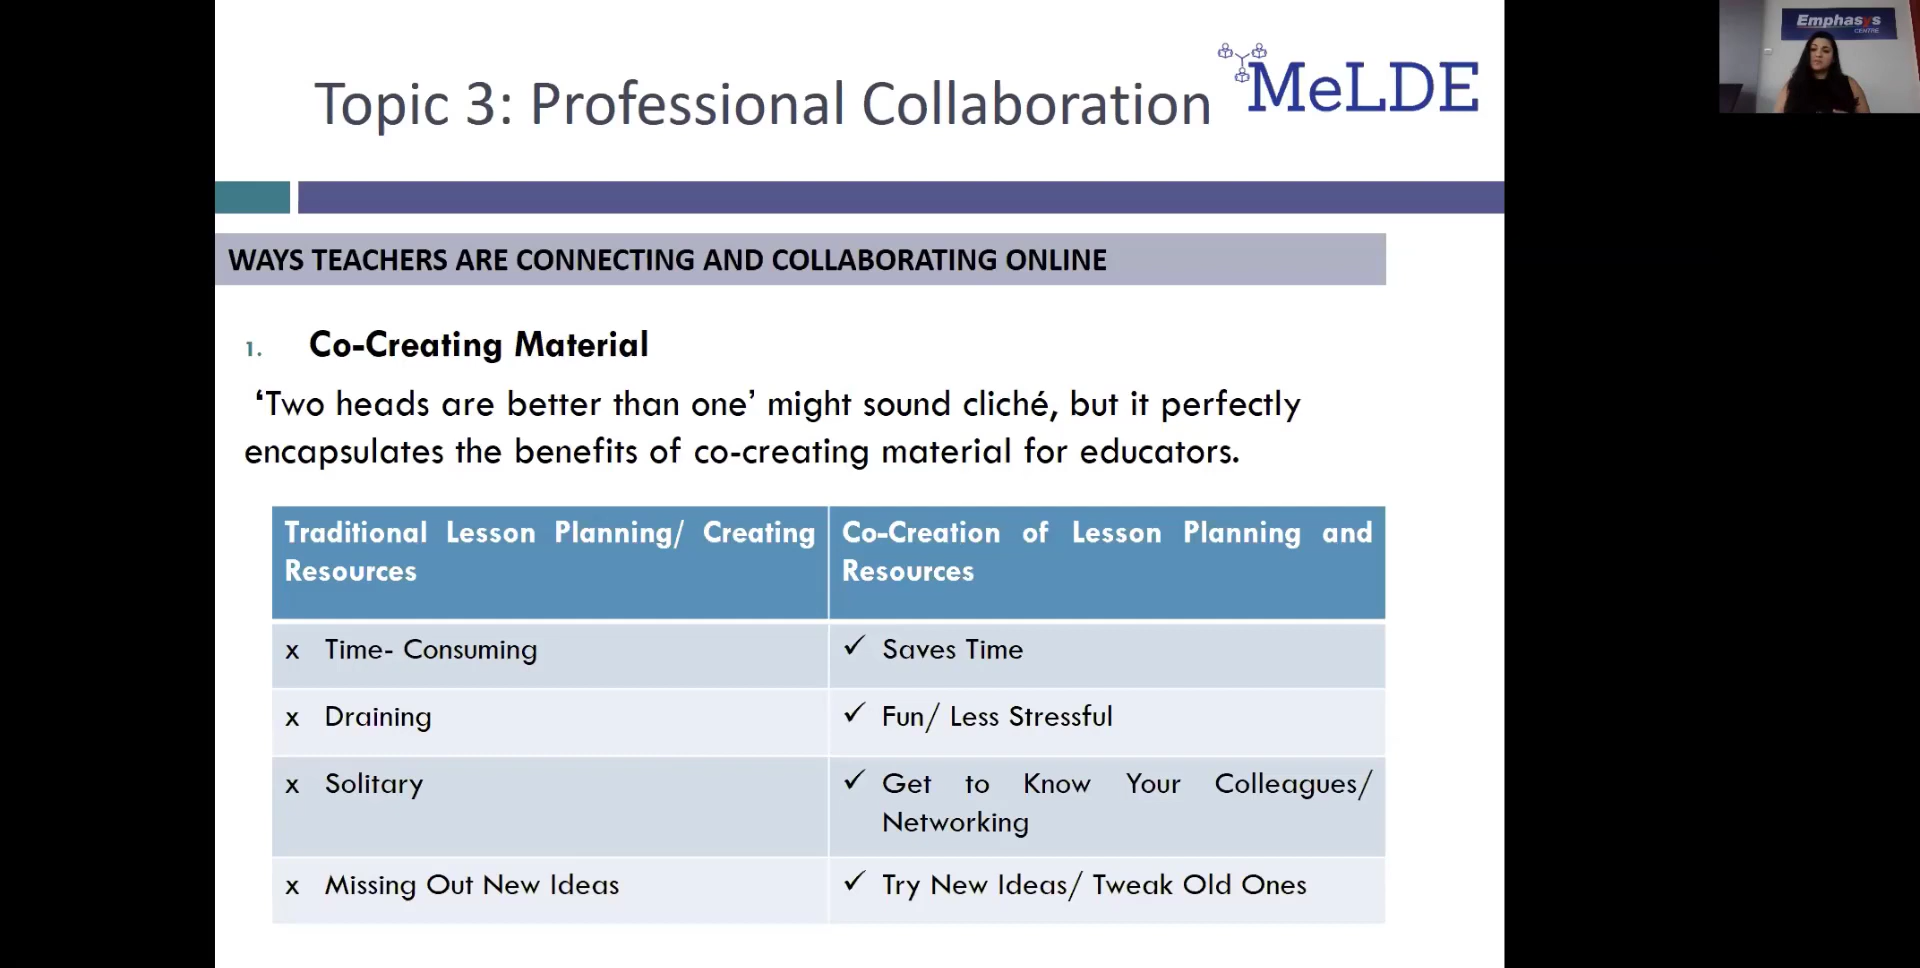 Topic 3: Professional Collaboration
MeLDE
Emphasys
CENTRE
WAYS TEACHERS ARE CONNECTING AND COLLABORATING ONLINE
1. Co-Creating Material
‘Two heads are better than one’ might sound cliché, but it perfectly
encapsulates the benefits of co-creating material for educators.
Traditional Lesson Planning/ Creating
Resources
Co-Creation of Lesson Planning and
Resources
x Time- Consuming
✓ Saves Time
x Draining
✓ Fun/ Less Stressful
x Solitary
✓ Get to Know Your Colleagues/
Networking
x Missing Out New Ideas
✓ Try New Ideas/ Tweak Old Ones